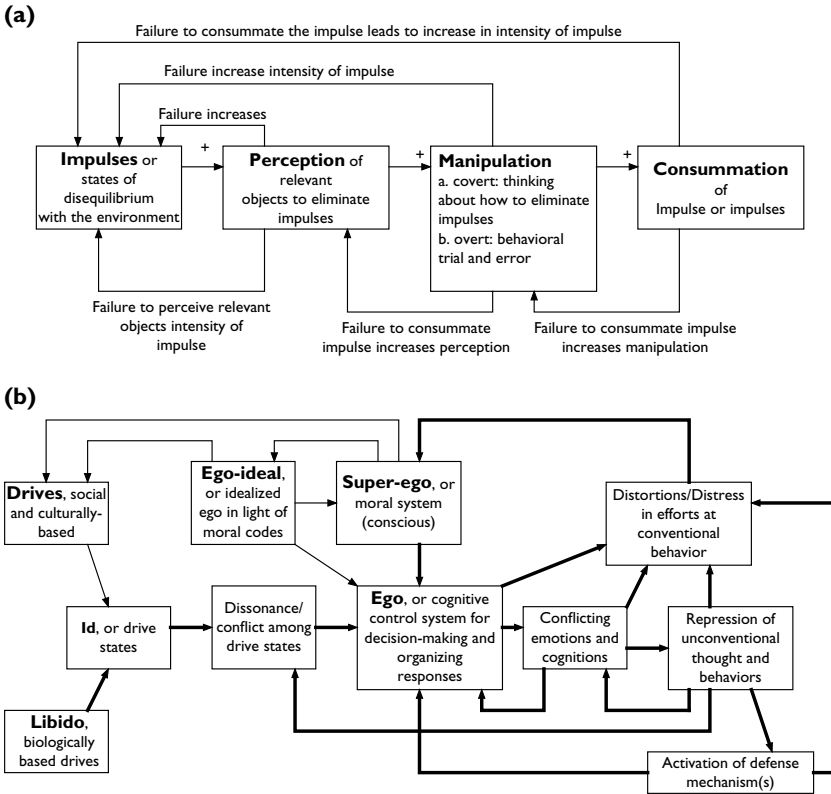 (a)
Failure to consummate the impulse leads to increase in intensity of impulse
Failure increase intensity of impulse
Failure increases
+
+
+
Impulses or
states of
disequilibrium
with the environment
Perception of
relevant
objects to eliminate
impulses
Manipulation
a. covert: thinking
about how to eliminate
impulses
b. overt: behavioral
trial and error
Consummation
of
Impulse or impulses
Failure to perceive relevant
objects intensity of
impulse
Failure to consummate
impulse increases perception
Failure to consummate impulse
increases manipulation
(b)
Drives, social
and culturally-
based
Ego-ideal,
or idealized
ego in light of
moral codes
Super-ego, or
moral system
(conscious)
Distortions/Distress
in efforts at
conventional
behavior
Id, or drive
states
Dissonance/
conflict among
drive states
Ego, or cognitive
control system for
decision-making and
organizing
responses
Conflicting
emotions and
cognitions
Repression of
unconventional
thought and
behaviors
Libido,
biologically
based drives
Activation of defense
mechanism(s)